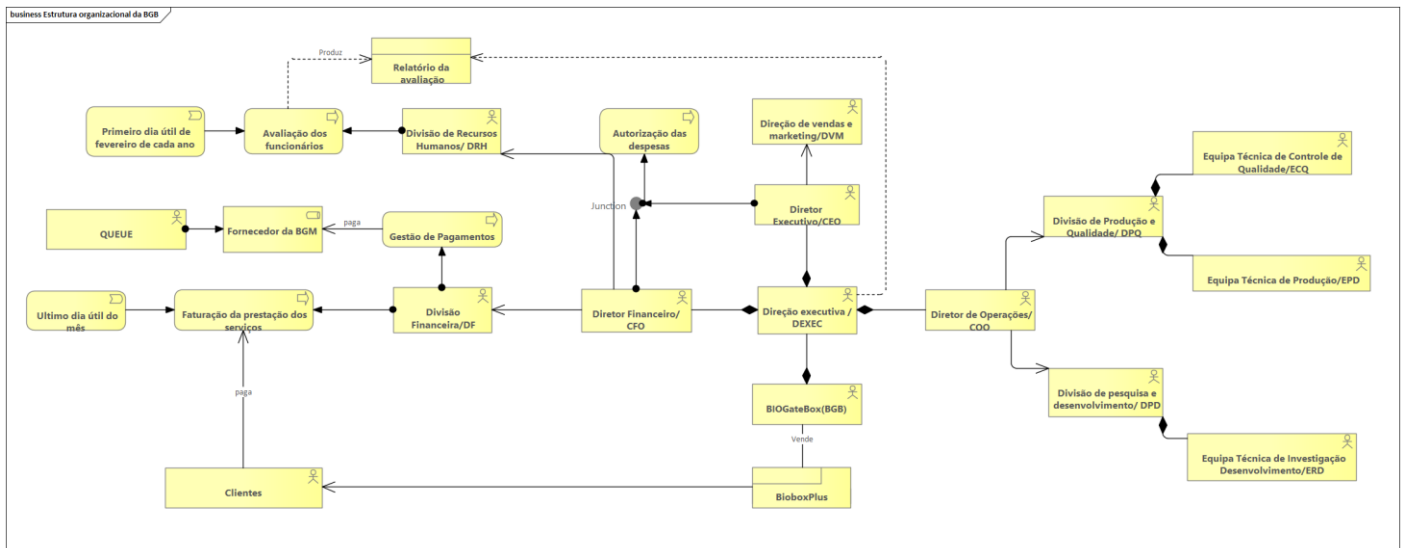 business Estrutura organizacional da BGB
Produz
Relatório da
avaliação
Primeiro dia útil de
fevereiro de cada ano
Avaliação dos
funcionários
Divisão de Recursos
Humanos/ DRH
Autorização das
despesas
Direção de vendas e
marketing/DVM
Equipa Técnica de Controle de
Qualidade/ECQ
Junction
Diretor
Executivo/CEO
Divisão de Produção e
Qualidade/ DPQ
QUEUE
Fornecedor da BGM
paga
Gestão de Pagamentos
Equipa Técnica de Produção/EPD
Ultimo dia útil do
mês
Faturação da prestação dos
serviços
Divisão
Financeira/DF
Diretor Financeiro/
CFO
Direção executiva /
DEXEC
Diretor de Operações/
COO
paga
BIOGateBox(BGB)
Divisão de pesquisa e
desenvolvimento/ DPD
Vende
Equipa Técnica de Investigação
Desenvolvimento/ERD
Clientes
BioboxPlus